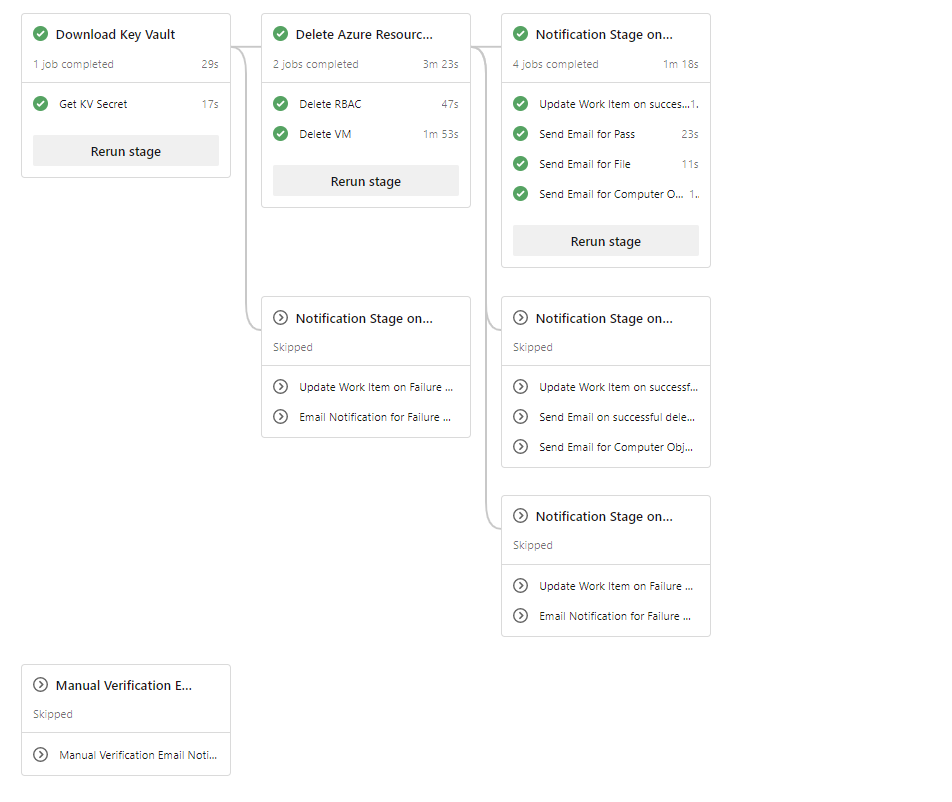 Download Key Vault
1 job completed 29s
Get KV Secret 17s
Rerun stage
Delete Azure Resourc...
2 jobs completed 3m 23s
Delete RBAC 47s
Delete VM 1m 53s
Rerun stage
Notification Stage on...
4 jobs completed 1m 18s
Update Work Item on succes...1.
Send Email for Pass 23s
Send Email for File 11s
Send Email for Computer O... 1..
Rerun stage
Notification Stage on...
Skipped
Update Work Item on Failure ...
Email Notification for Failure ...
Notification Stage on...
Skipped
Update Work Item on successf...
Send Email on successful dele...
Send Email for Computer Obj...
Notification Stage on...
Skipped
Update Work Item on Failure ...
Email Notification for Failure ...
Manual Verification E...
Skipped
Manual Verification Email Noti...